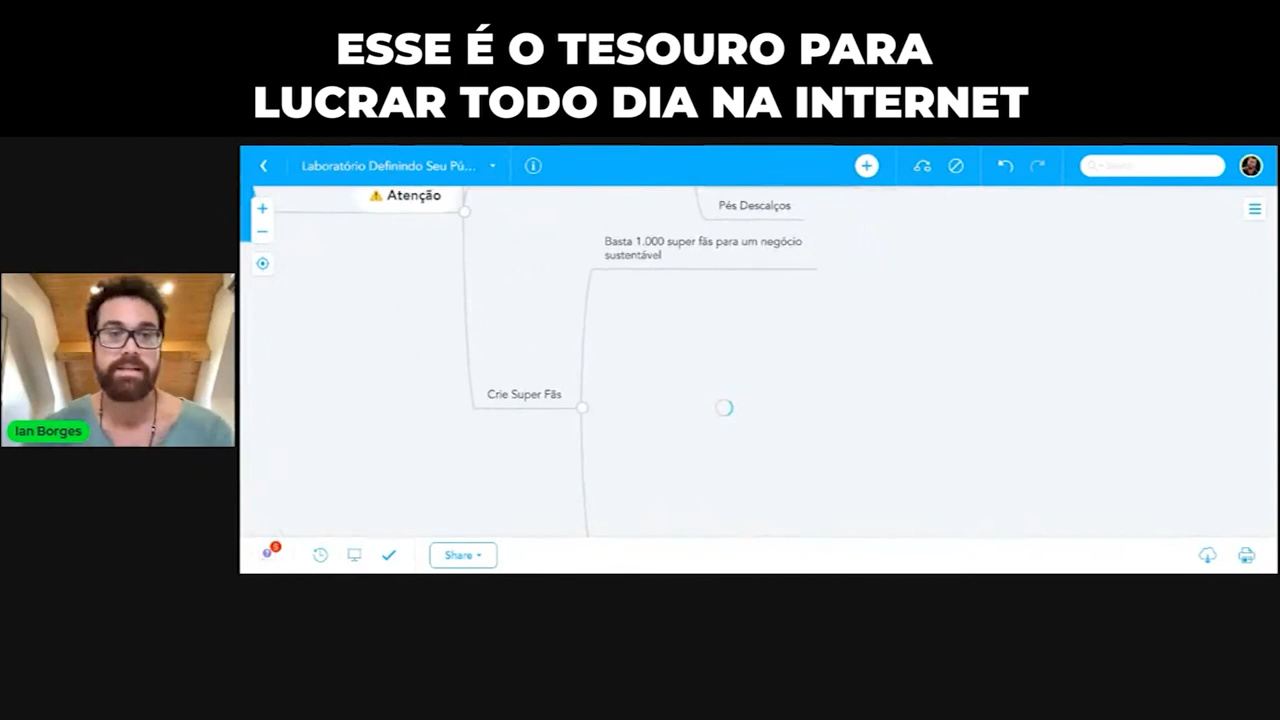 ESSE É O TESOURO PARA
LUCRAR TODO DIA NA INTERNET
Laboratório Definindo Seu Pú...
Atenção
Pés Descalços
Basta 1.000 super fãs para um negócio
sustentável
Crie Super Fãs
Ian Borges
Share